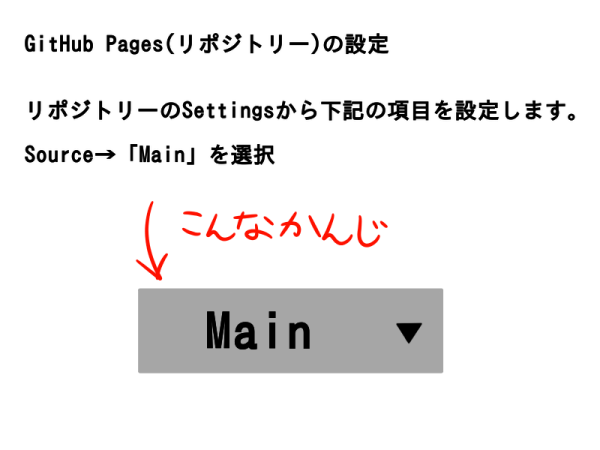 GitHub Pages(リポジトリー)の設定
リポジトリーのSettingsから下記の項目を設定します。
Source→「Main」を選択
こんなかんじ
Main ▼